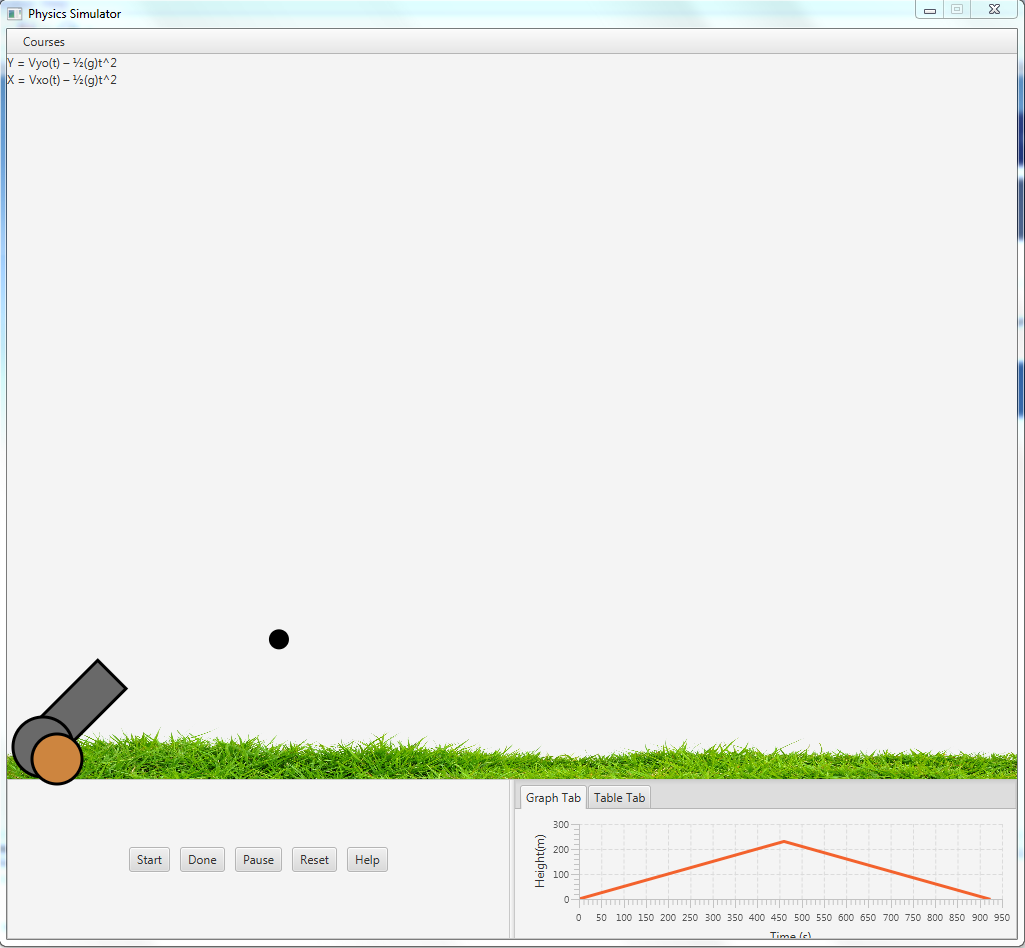 Physics Simulator
Courses
Y = Vyo(t) – ½(g)t^2
X = Vxo(t) – ½(g)t^2
Start Done Pause Reset Help
Graph Tab Table Tab
Height(m)
300
200
100
0
0 50 100 150 200 250 300 350 400 450 500 550 600 650 700 750 800 850 900 950
Time (s)